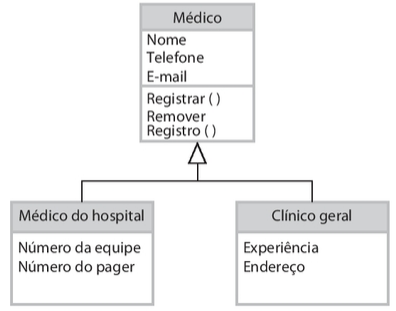 Médico
Nome
Telefone
E-mail
Registrar ( )
Remover
Registro ( )
Médico do hospital
Número da equipe
Número do pager
Clínico geral
Experiência
Endereço